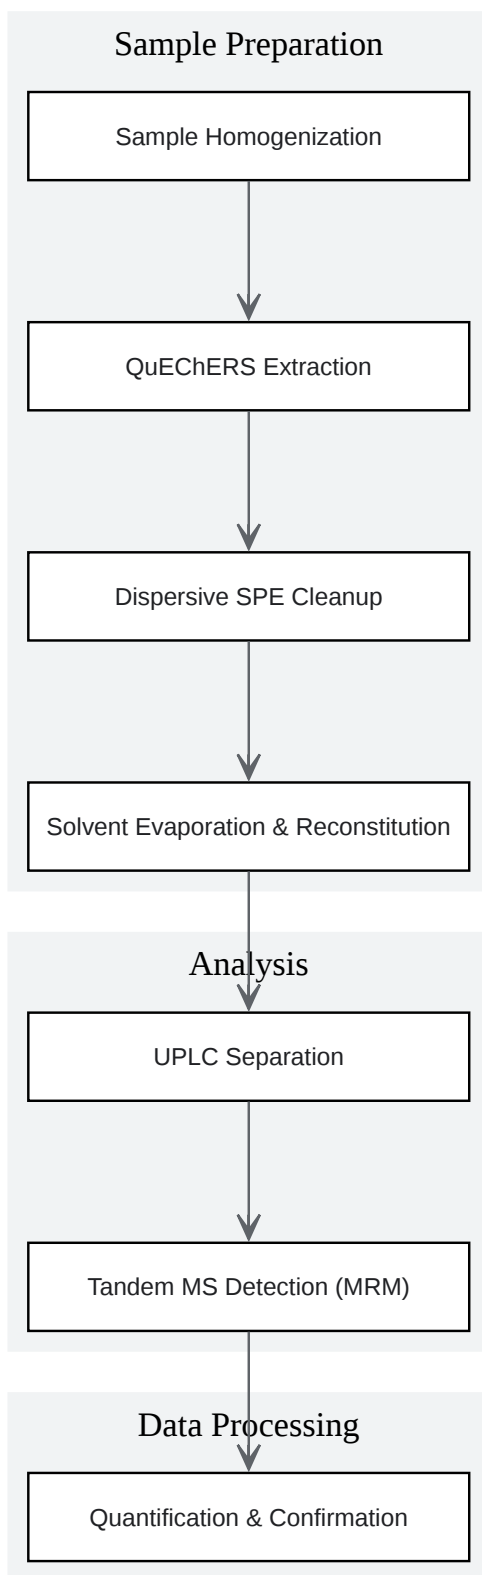 Sample Preparation
Sample Homogenization
QuEChERS Extraction
Dispersive SPE Cleanup
Solvent Evaporation & Reconstitution
Analysis
UPLC Separation
Tandem MS Detection (MRM)
Data Processing
Quantification & Confirmation